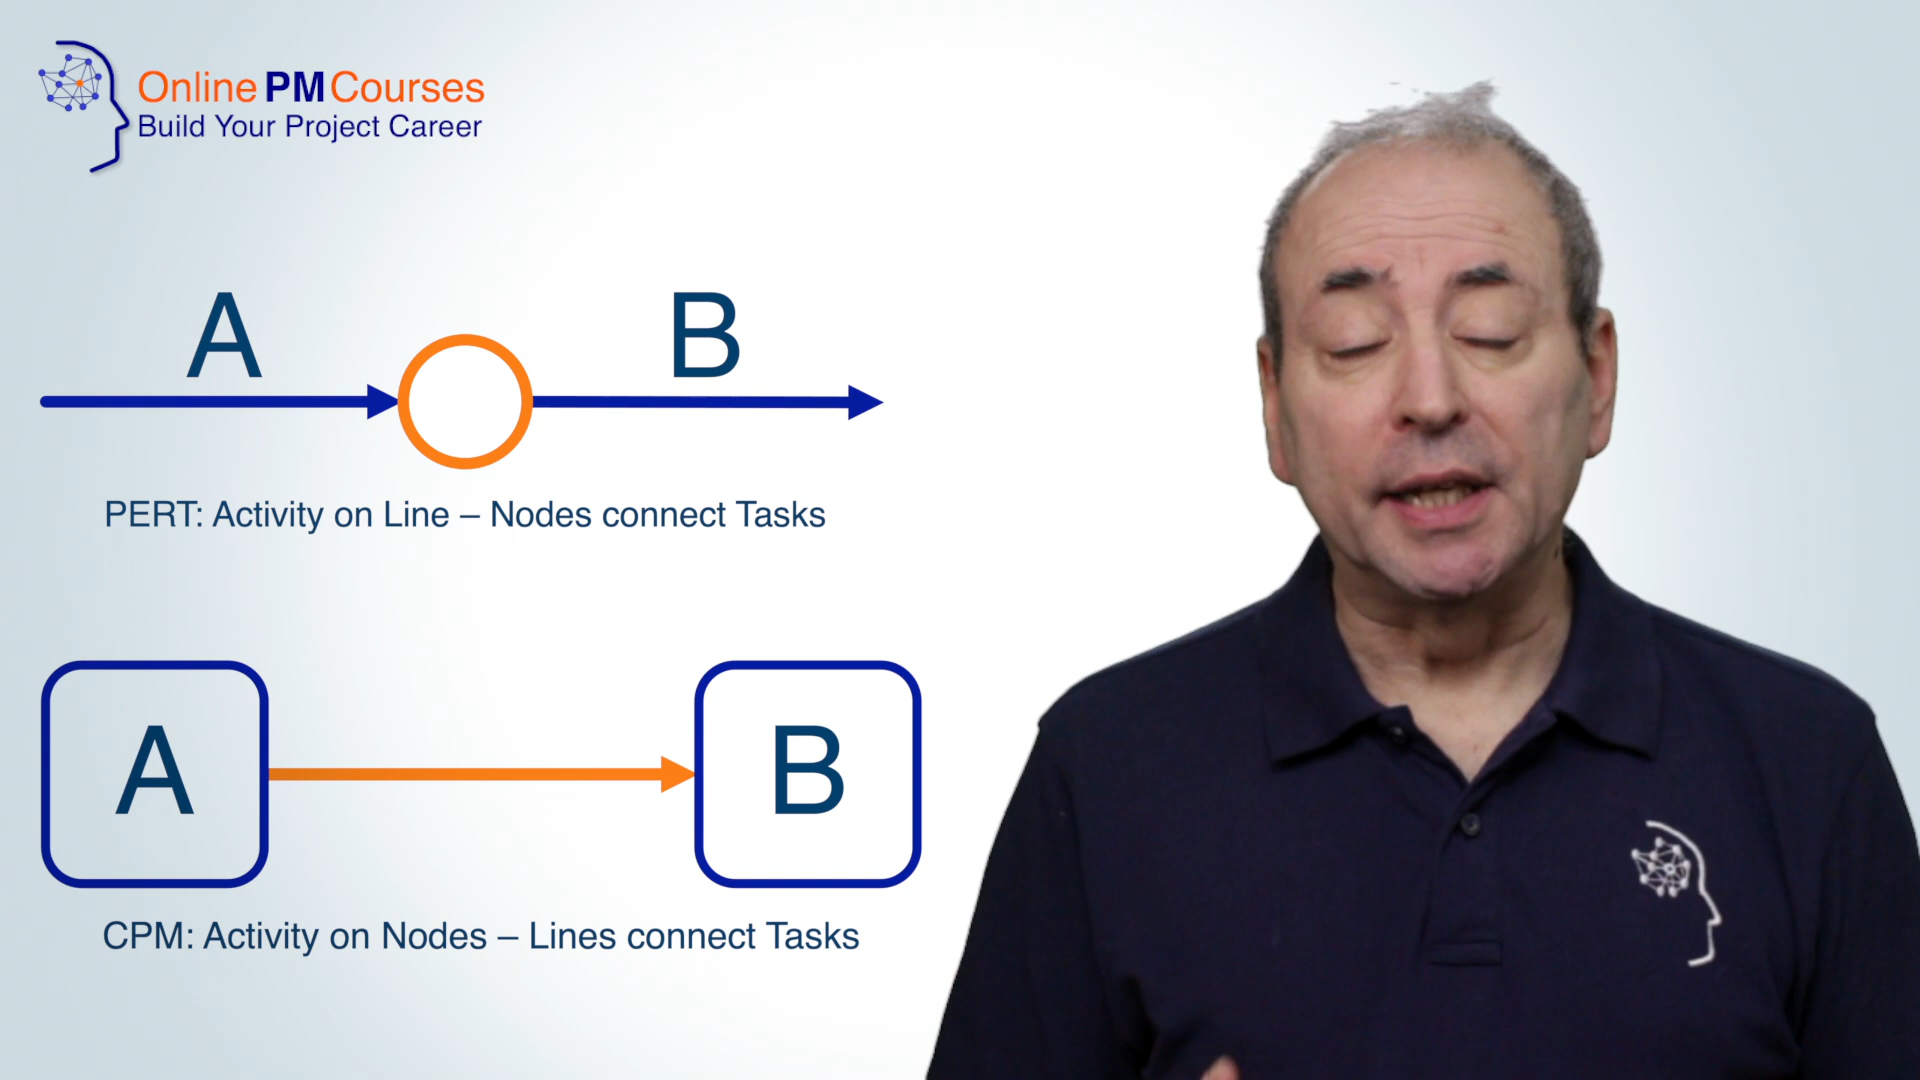 Online PM Courses
Build Your Project Career
A
B
PERT: Activity on Line – Nodes connect Tasks
A
B
CPM: Activity on Nodes – Lines connect Tasks